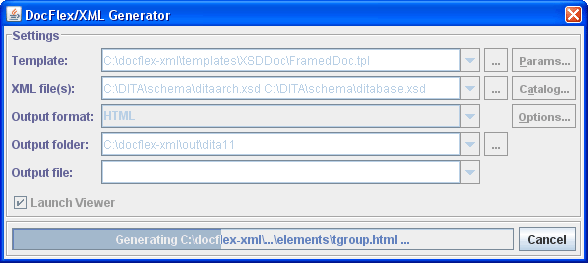 DocFlex/XML Generator
Settings
Template: C:\docflex-xml\templates\XSDDoc\FramedDoc.tpl ... Params...
XML file(s): C:\DITA\schema\ditaarch.xsd C:\DITA\schema\ditabase.xsd ... Catalog...
Output format: HTML Options...
Output folder: C:\docflex-xml\out\dita11 ...
Output file:
Launch Viewer
Generating C:\docflex-xml\...\elements\tgroup.html ... Cancel